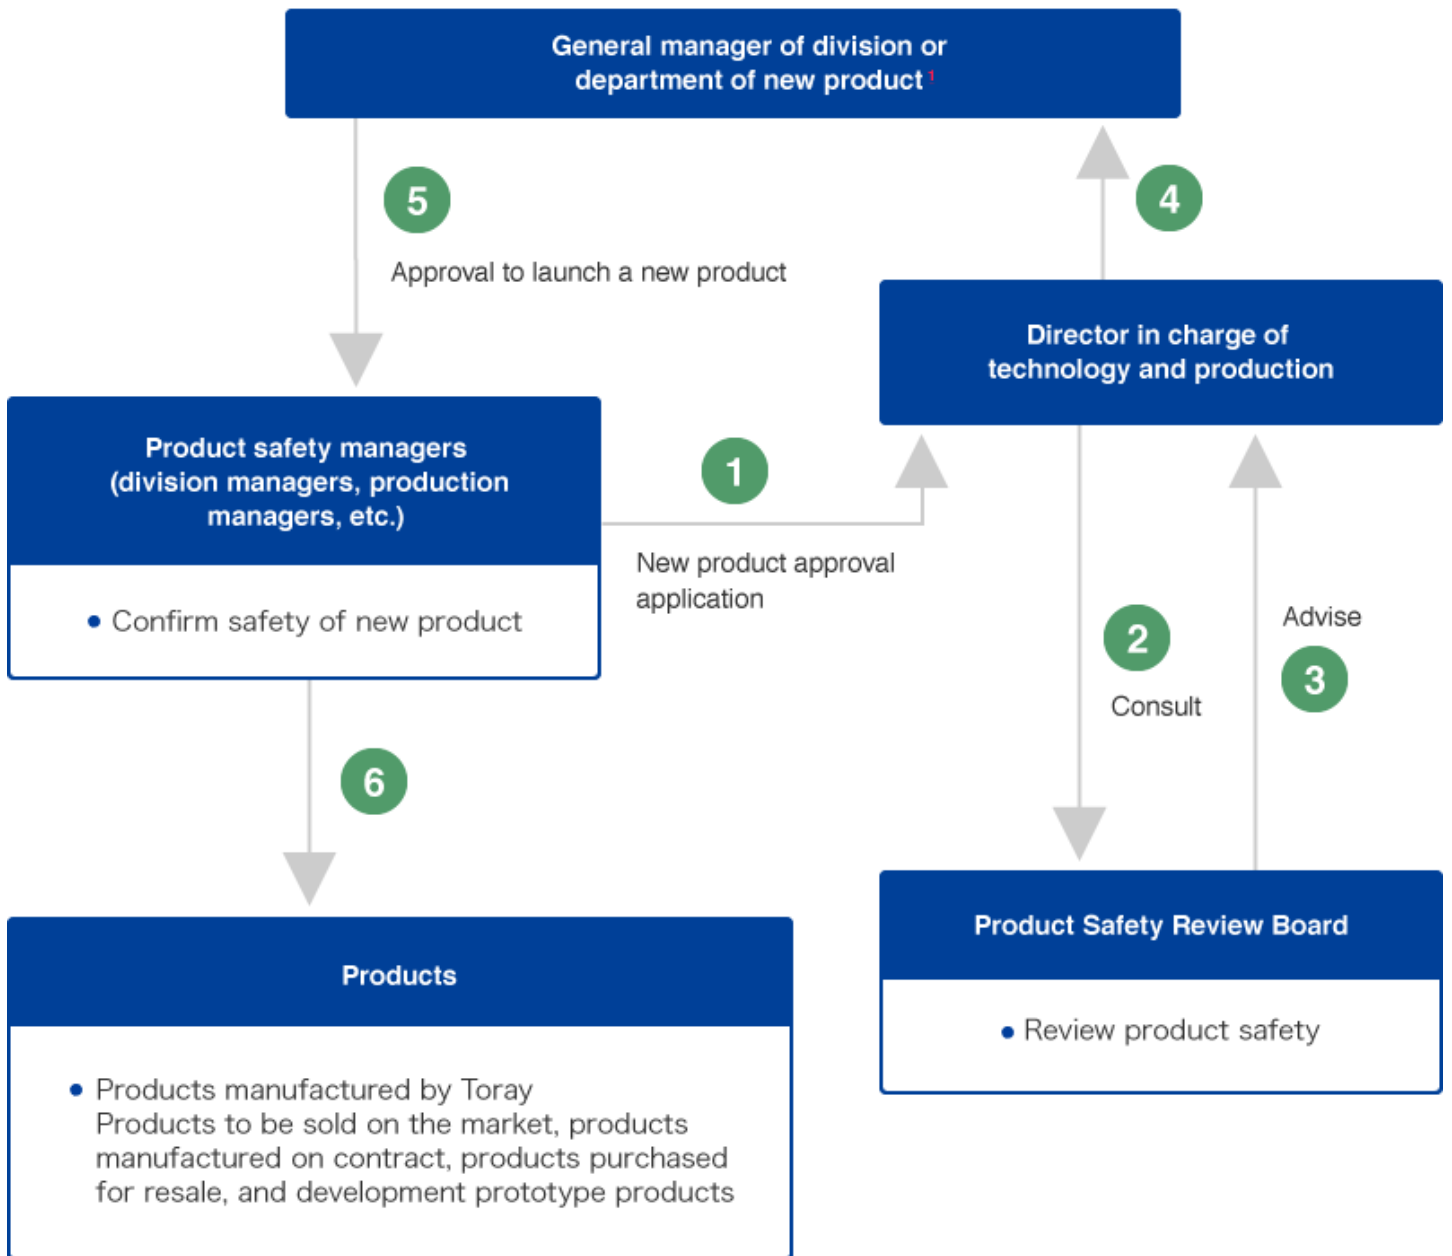 General manager of division or
department of new product 1
5
4
Approval to launch a new product
Director in charge of
technology and production
Product safety managers
(division managers, production
managers, etc.)
1
New product approval
application
• Confirm safety of new product
2
Consult
Advise
3
6
Product Safety Review Board
• Review product safety
Products
• Products manufactured by Toray
Products to be sold on the market, products
manufactured on contract, products purchased
for resale, and development prototype products